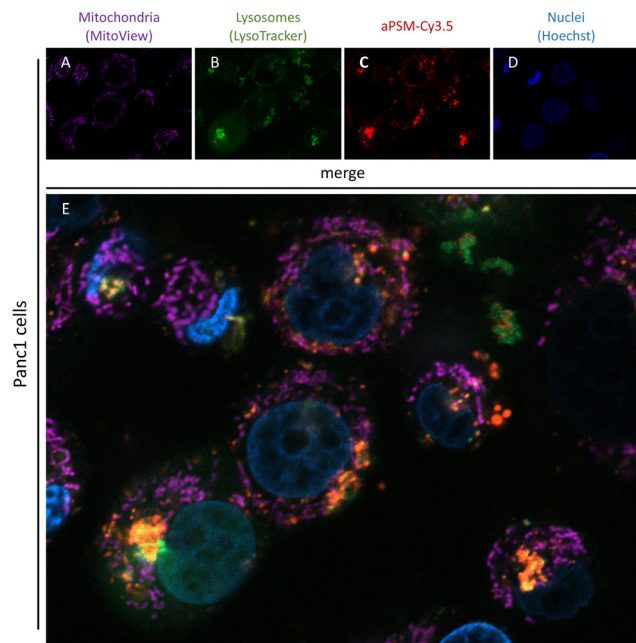 Mitochondria
(MitoView)
Lysosomes
(LysoTracker)
aPSM-Cy3.5
Nuclei
(Hoechst)
A
B
C
D
merge
E
Panc1 cells